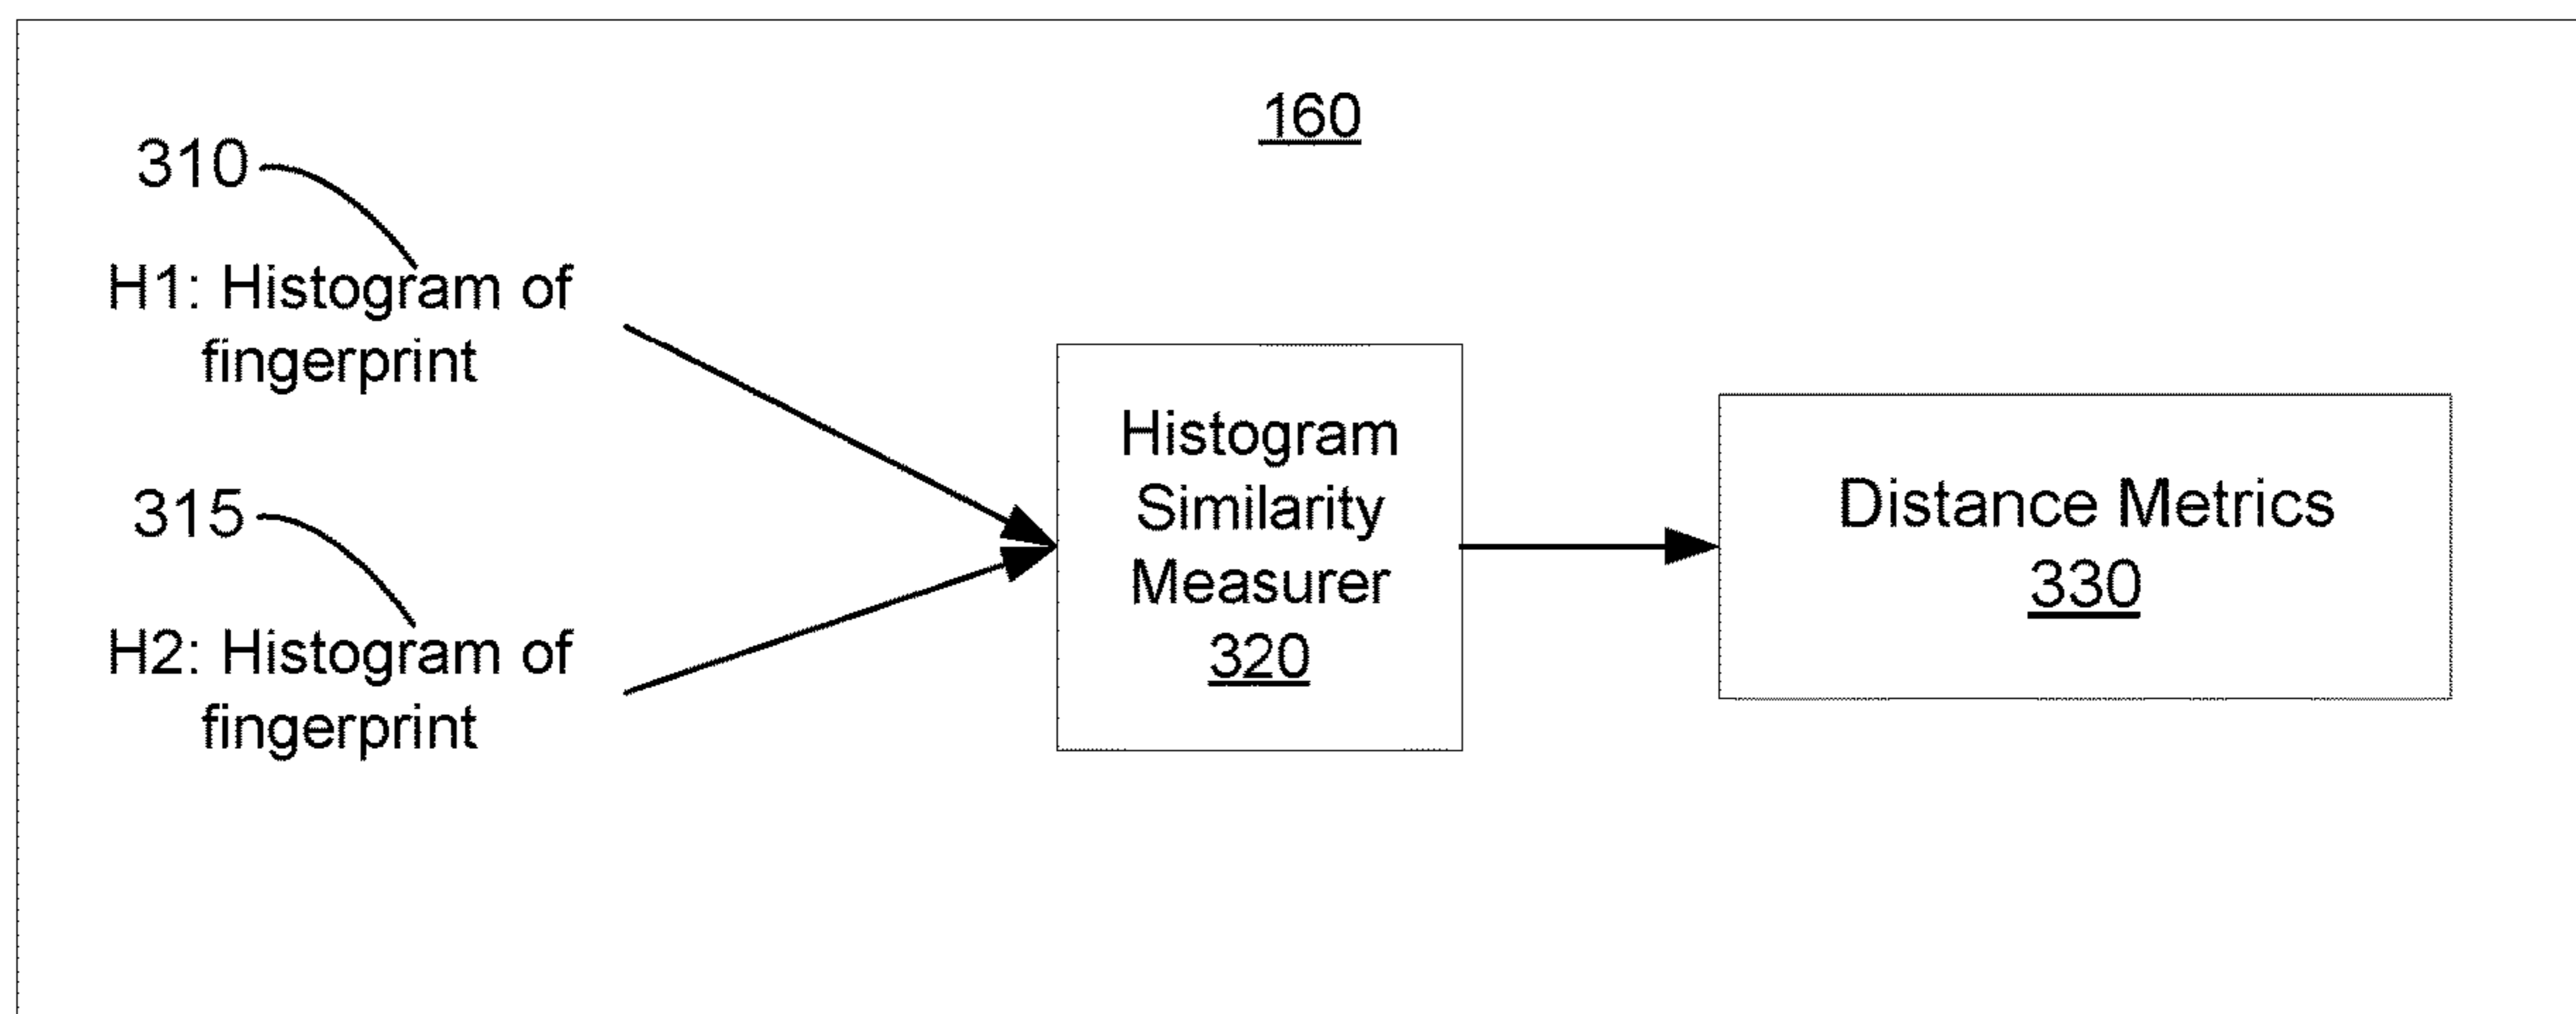 160
310
H1: Histogram of
fingerprint
315
H2: Histogram of
fingerprint
Histogram
Similarity
Measurer
320
Distance Metrics
330